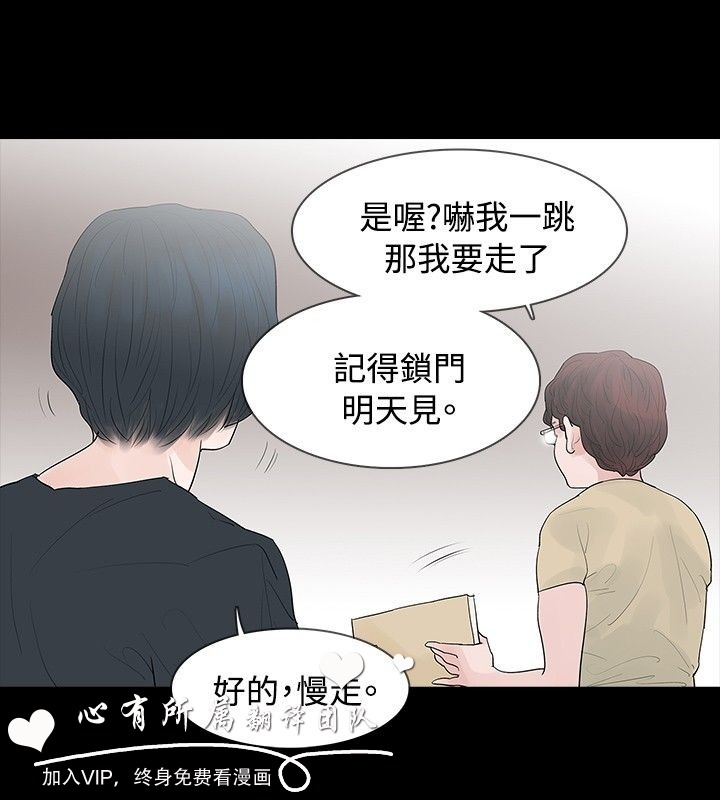 是喔?嚇我一跳
那我要走了
記得鎖門
明天見。
好的,慢走。
心有所属翻译团队
加入VIP，终身免费看漫画